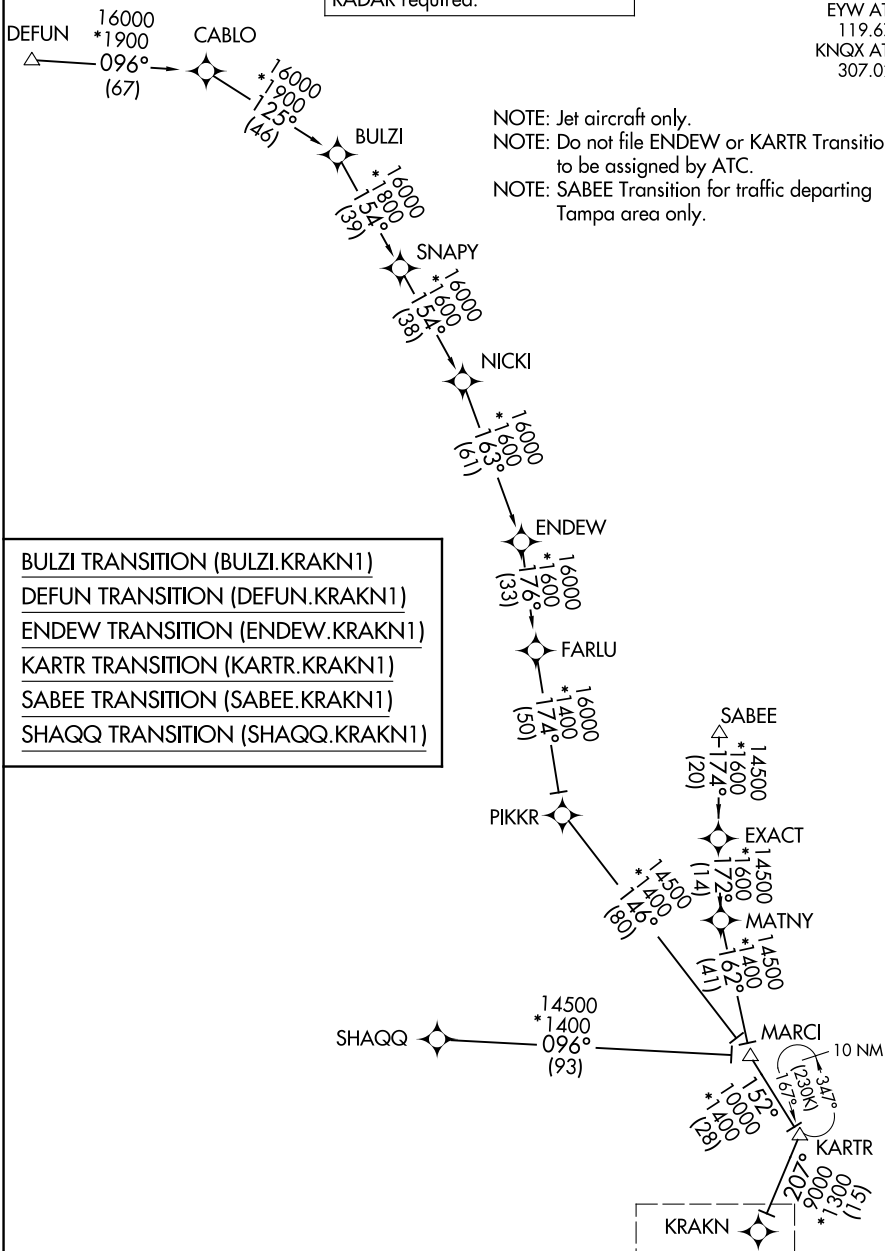 RADAR required.
EYW AT
119.6
KNQX AT
307.0
DEFUN
16000
*1900
096°
(67)
CABLO
16000
*1900
125°
(46)
BULZI
NOTE: Jet aircraft only.
NOTE: Do not file ENDEW or KARTR Transitio
to be assigned by ATC.
NOTE: SABEE Transition for traffic departing
Tampa area only.
16000
*1800
154°
(39)
SNAPY
16000
*1600
154°
(38)
NICKI
16000
*1600
163°
(61)
ENDEW
16000
*1600
176°
(33)
FARLU
BULZI TRANSITION (BULZI.KRAKN1)
DEFUN TRANSITION (DEFUN.KRAKN1)
ENDEW TRANSITION (ENDEW.KRAKN1)
KARTR TRANSITION (KARTR.KRAKN1)
SABEE TRANSITION (SABEE.KRAKN1)
SHAQQ TRANSITION (SHAQQ.KRAKN1)
16000
*1400
174°
(50)
PIKKR
SABEE
14500
*1600
174°
(20)
EXACT
14500
*1600
172°
(14)
MATNY
14500
*1400
146°
(80)
14500
*1400
162°
(41)
SHAQQ
14500
*1400
096°
(93)
MARCI
10 NM
347°
(230K)
167°
152°
10000
*1400
(28)
KARTR
207°
9000
*1300
(15)
KRAKN